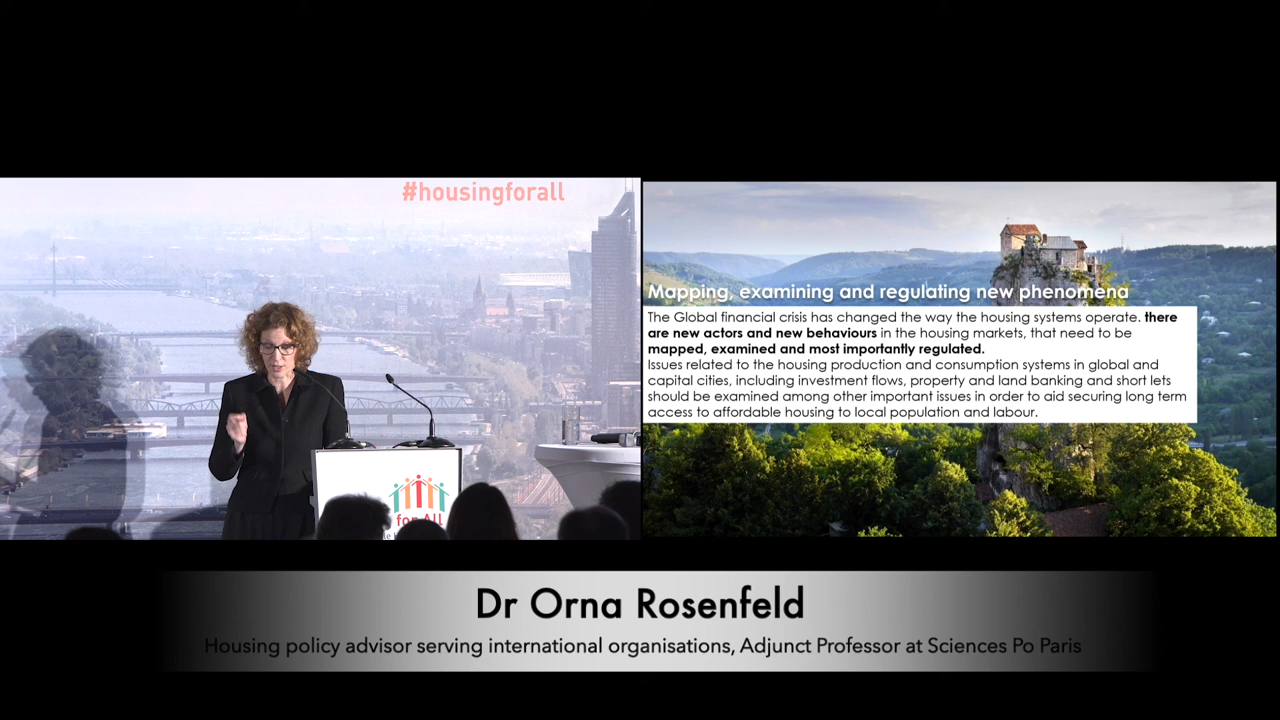 #housingforall
for All
Mapping, examining and regulating new phenomena
The Global financial crisis has changed the way the housing systems operate. there
are new actors and new behaviours in the housing markets, that need to be
mapped, examined and most importantly regulated.
Issues related to the housing production and consumption systems in global and
capital cities, including investment flows, property and land banking and short lets
should be examined among other important issues in order to aid securing long term
access to affordable housing to local population and labour.
Dr Orna Rosenfeld
Housing policy advisor serving international organisations, Adjunct Professor at Sciences Po Paris